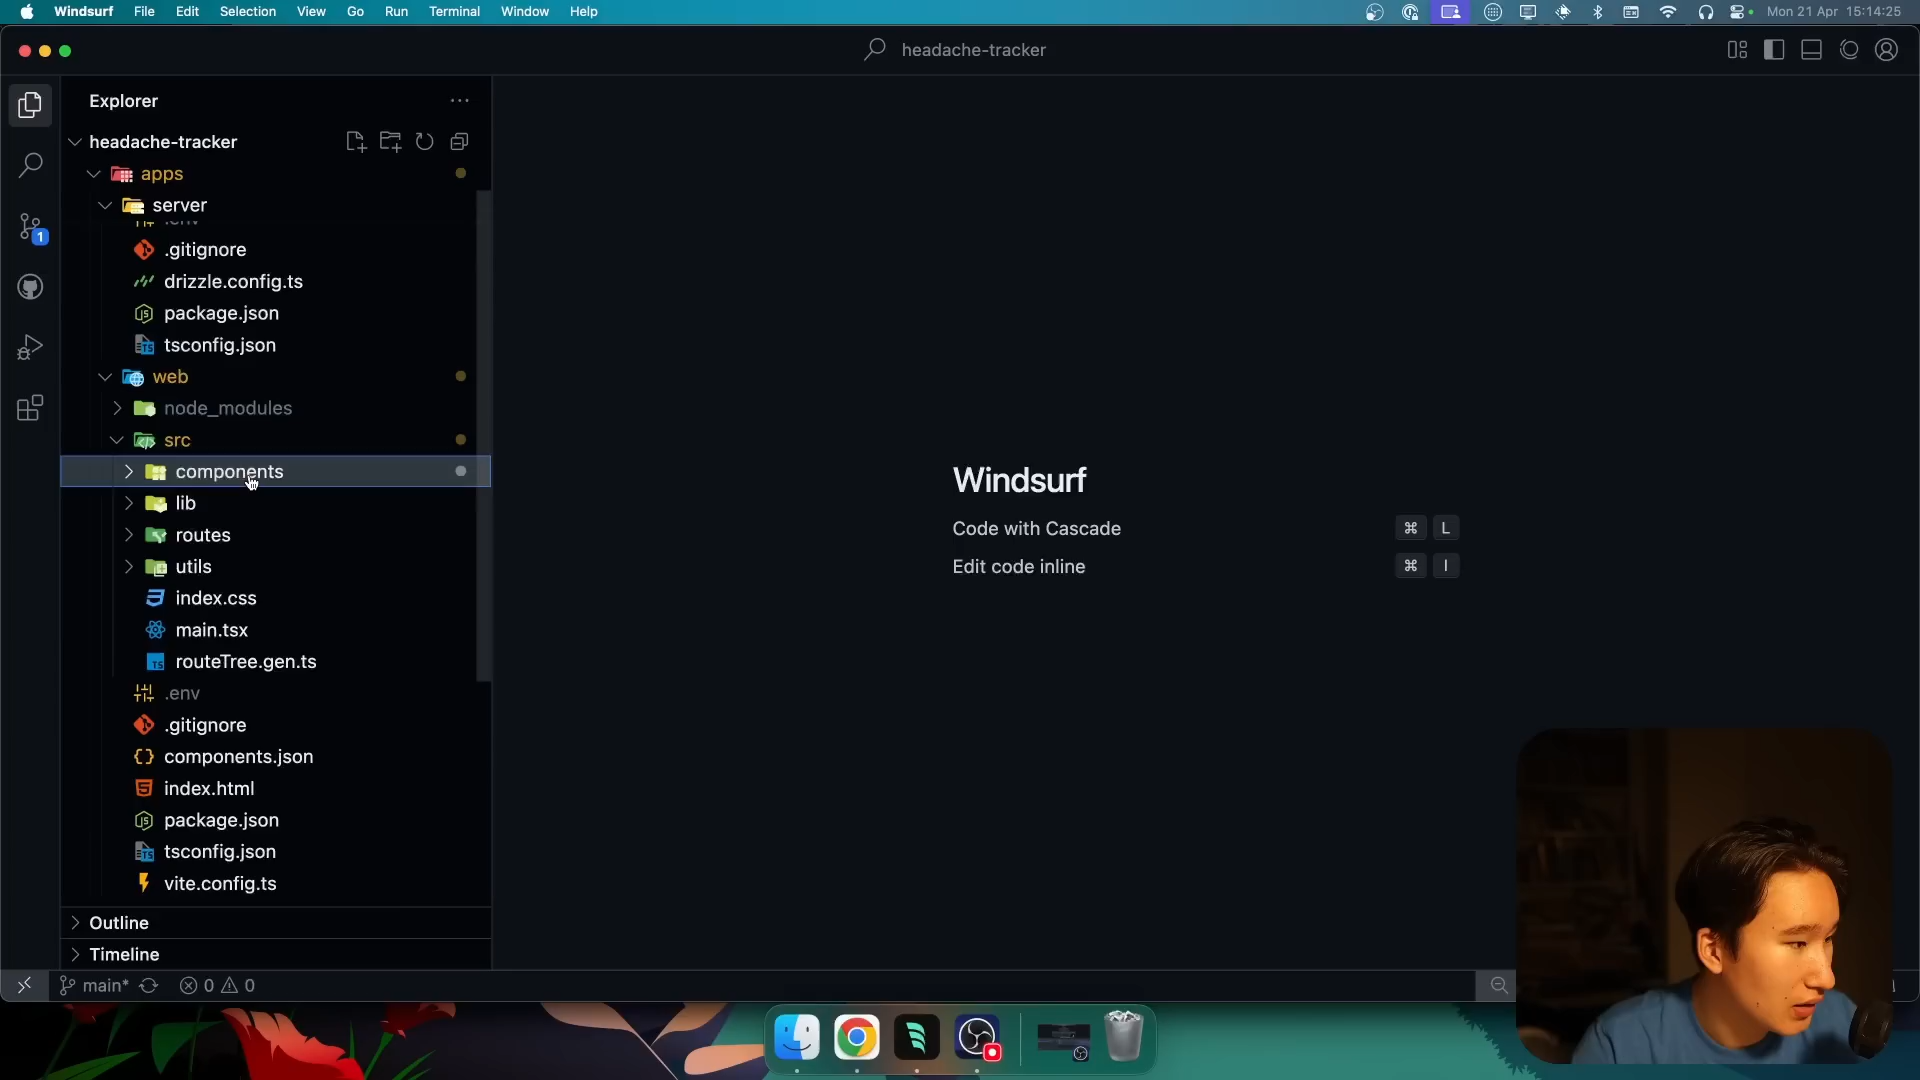 Windsurf File Edit Selection View Go Run Terminal Window Help Mon 21 Apr 15:14:25
headache-tracker
Explorer
headache-tracker
apps
server
.env
.gitignore
drizzle.config.ts
package.json
tsconfig.json
web
node_modules
src
components
lib
routes
utils
index.css
main.tsx
routeTree.gen.ts
.env
.gitignore
components.json
index.html
package.json
tsconfig.json
vite.config.ts
Outline
Timeline
main* 0 0
1
Windsurf
Code with Cascade ⌘ L
Edit code inline ⌘ I